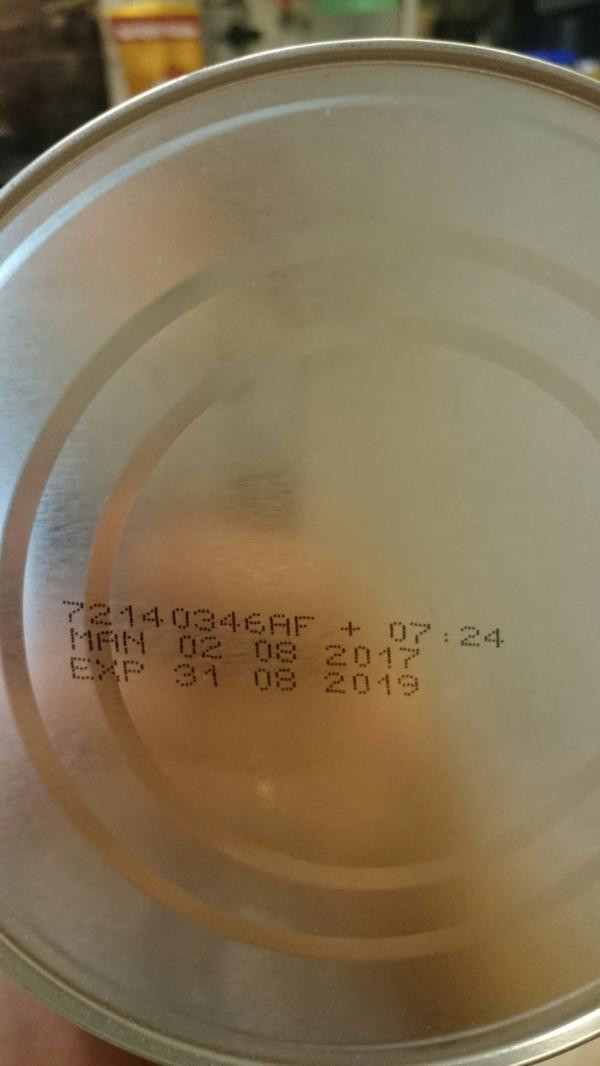 72140346AF + 07:24
MAN 02 08 2017
EXP 31 08 2019